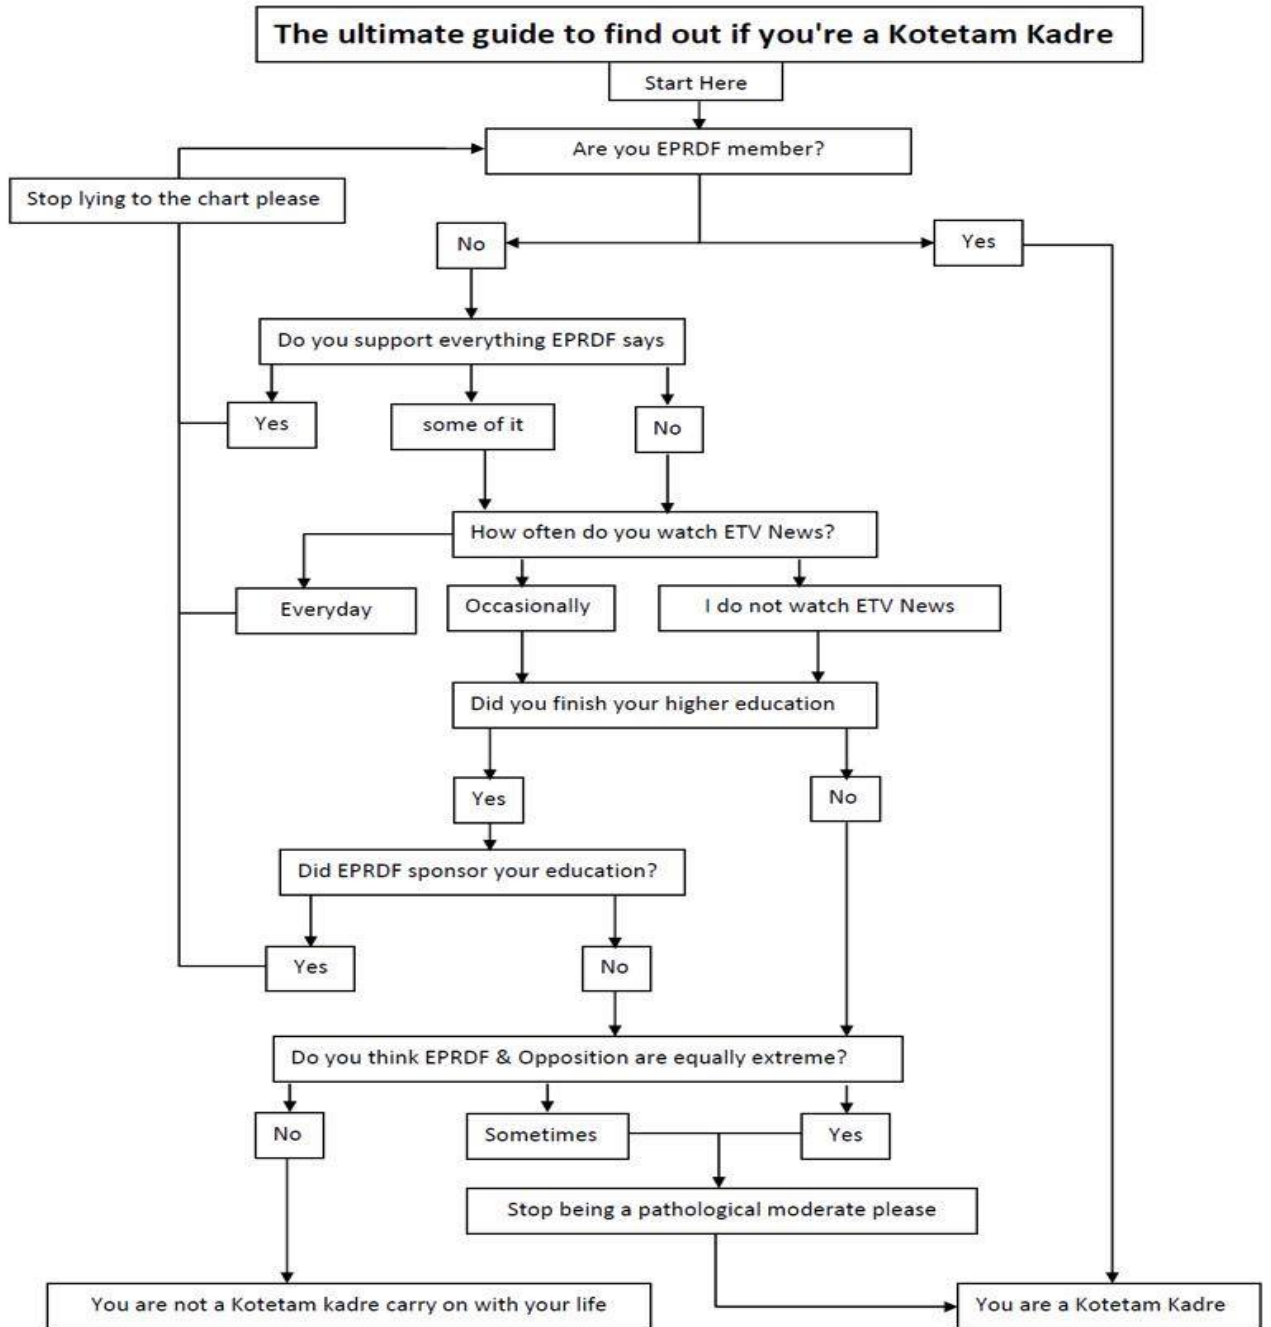 The ultimate guide to find out if you're a Kotetam Kadre
Start Here
Are you EPRDF member?
Stop lying to the chart please
No
Yes
Do you support everything EPRDF says
Yes
some of it
No
How often do you watch ETV News?
Everyday
Occasionally
I do not watch ETV News
Did you finish your higher education
Yes
No
Did EPRDF sponsor your education?
Yes
No
Do you think EPRDF & Opposition are equally extreme?
No
Sometimes
Yes
Stop being a pathological moderate please
You are not a Kotetam kadre carry on with your life
You are a Kotetam Kadre